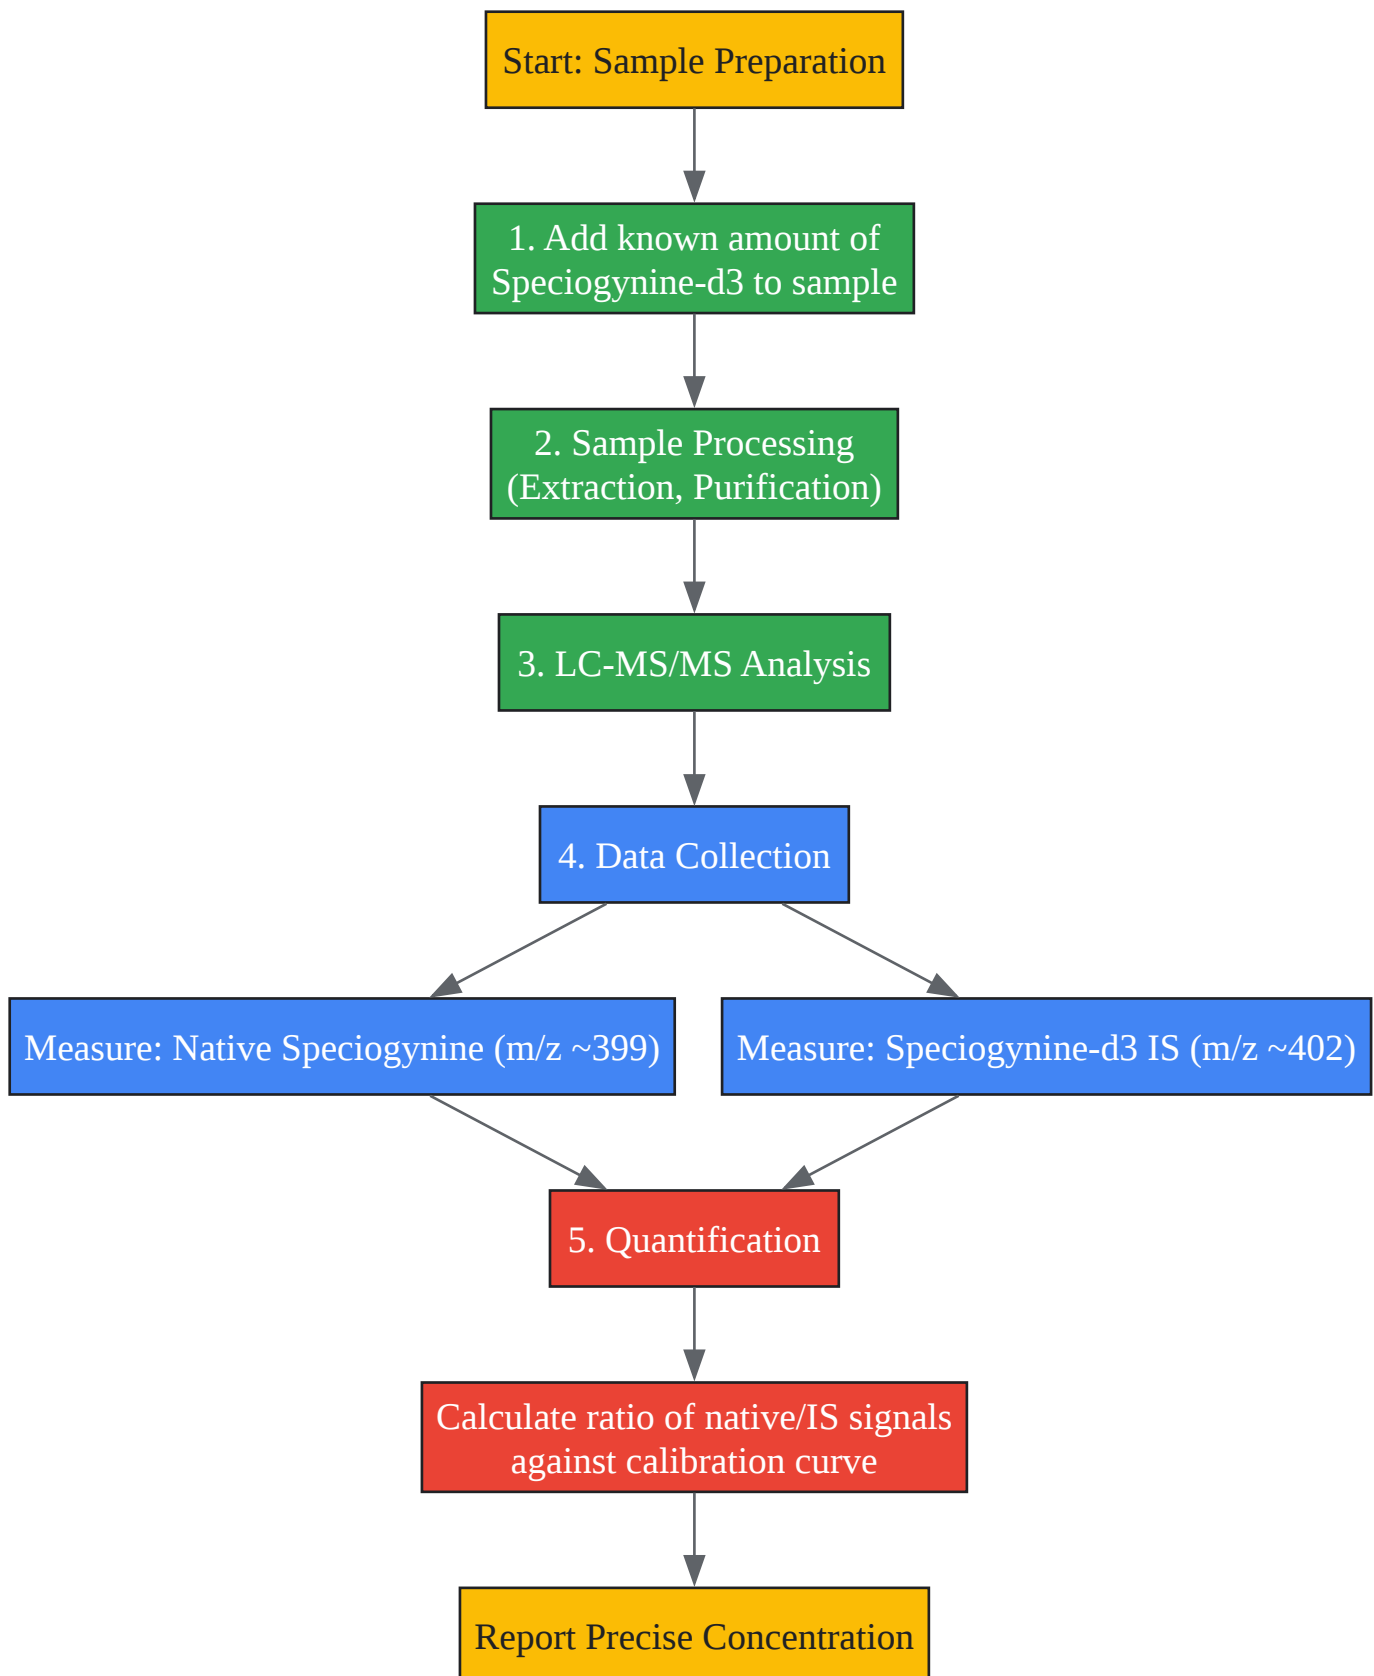 Start: Sample Preparation
1. Add known amount of
Speciogynine-d3 to sample
2. Sample Processing
(Extraction, Purification)
3. LC-MS/MS Analysis
4. Data Collection
Measure: Native Speciogynine (m/z ~399)
Measure: Speciogynine-d3 IS (m/z ~402)
5. Quantification
Calculate ratio of native/IS signals
against calibration curve
Report Precise Concentration